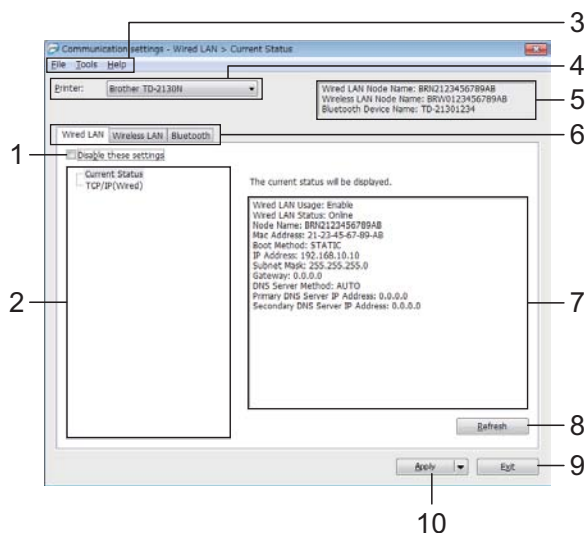 3
Communication settings - Wired LAN > Current Status
File Tools Help
4
Printer: Brother TD-2130N
Wired LAN Node Name: BRN2123456789AB
Wireless LAN Node Name: BRW0123456789AB
Bluetooth Device Name: TD-21301234
5
Wired LAN Wireless LAN Bluetooth
6
1
Disable these settings
Current Status
TCP/IP(Wired)
The current status will be displayed.
Wired LAN Usage: Enable
Wired LAN Status: Online
Node Name: BRN2123456789AB
Mac Address: 21-23-45-67-89-AB
Boot Method: STATIC
IP Address: 192.168.10.10
Subnet Mask: 255.255.255.0
Gateway: 0.0.0.0
DNS Server Method: AUTO
Primary DNS Server IP Address: 0.0.0.0
Secondary DNS Server IP Address: 0.0.0.0
2
7
Refresh
8
Apply
Exit
9
10